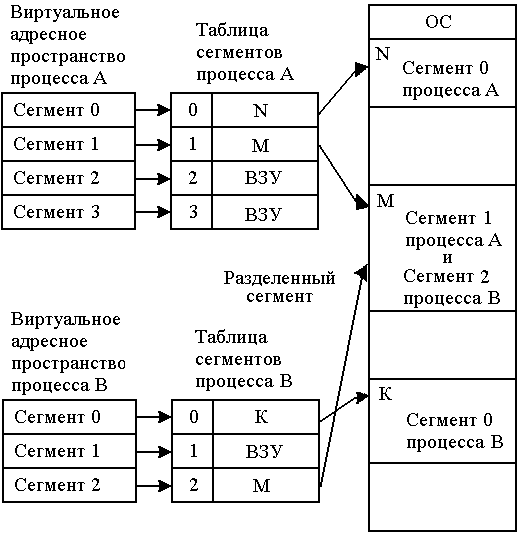 Виртуальное
адресное
пространство
процесса А
Сегмент 0
Сегмент 1
Сегмент 2
Сегмент 3
Таблица
сегментов
процесса А
0 N
1 М
2 ВЗУ
3 ВЗУ
Разделенный
сегмент
Виртуальное
адресное
пространство
процесса В
Сегмент 0
Сегмент 1
Сегмент 2
Таблица
сегментов
процесса В
0 К
1 ВЗУ
2 М
ОС
N
Сегмент 0
процесса А
М
Сегмент 1
процесса А
и
Сегмент 2
процесса В
К
Сегмент 0
процесса В